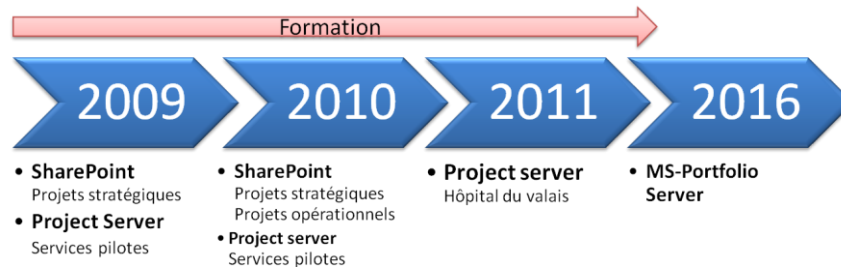 Formation
2009
2010
2011
2016
• SharePoint
Projets stratégiques
• Project Server
Services pilotes
• SharePoint
Projets stratégiques
Projets opérationnels
• Project server
Services pilotes
• Project server
Hôpital du valais
• MS-Portfolio
Server